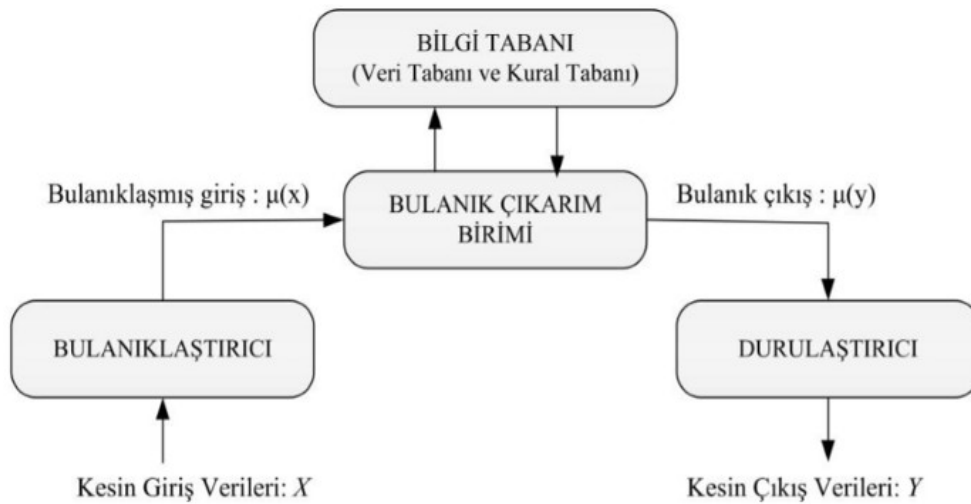 BİLGİ TABANI
(Veri Tabanı ve Kural Tabanı)
Bulanıklaşmış giriş : μ(x)
BULANIK ÇIKARIM
BİRİMİ
Bulanık çıkış : μ(y)
BULANIKLAŞTIRICI
DURULAŞTIRICI
Kesin Giriş Verileri: X
Kesin Çıkış Verileri: Y